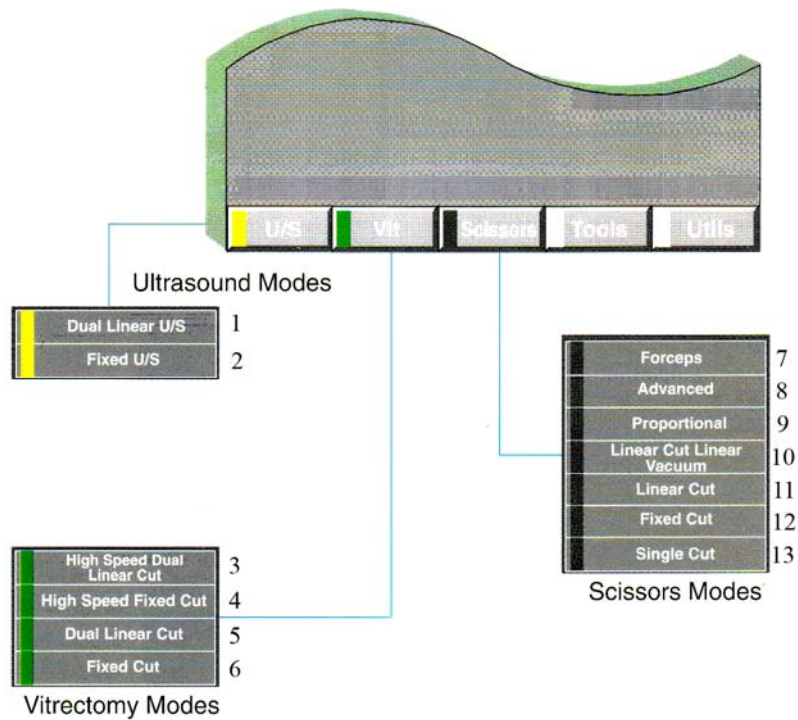 U/S Vit Scissors Tools Utils
Ultrasound Modes
Dual Linear U/S 1
Fixed U/S 2
Forceps 7
Advanced 8
Proportional 9
Linear Cut Linear
Vacuum 10
Linear Cut 11
Fixed Cut 12
Single Cut 13
Scissors Modes
High Speed Dual
Linear Cut 3
High Speed Fixed Cut 4
Dual Linear Cut 5
Fixed Cut 6
Vitrectomy Modes